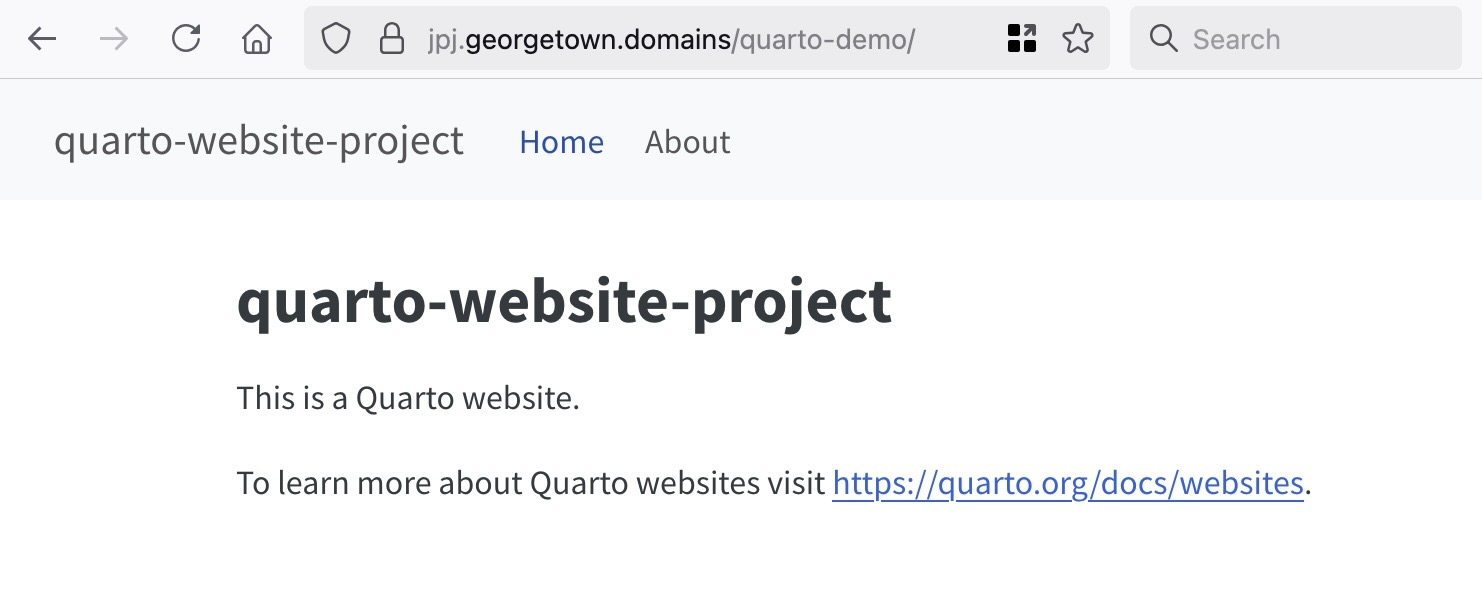 jpj.georgetown.domains/quarto-demo/ Search
quarto-website-project Home About
quarto-website-project
This is a Quarto website.
To learn more about Quarto websites visit https://quarto.org/docs/websites.